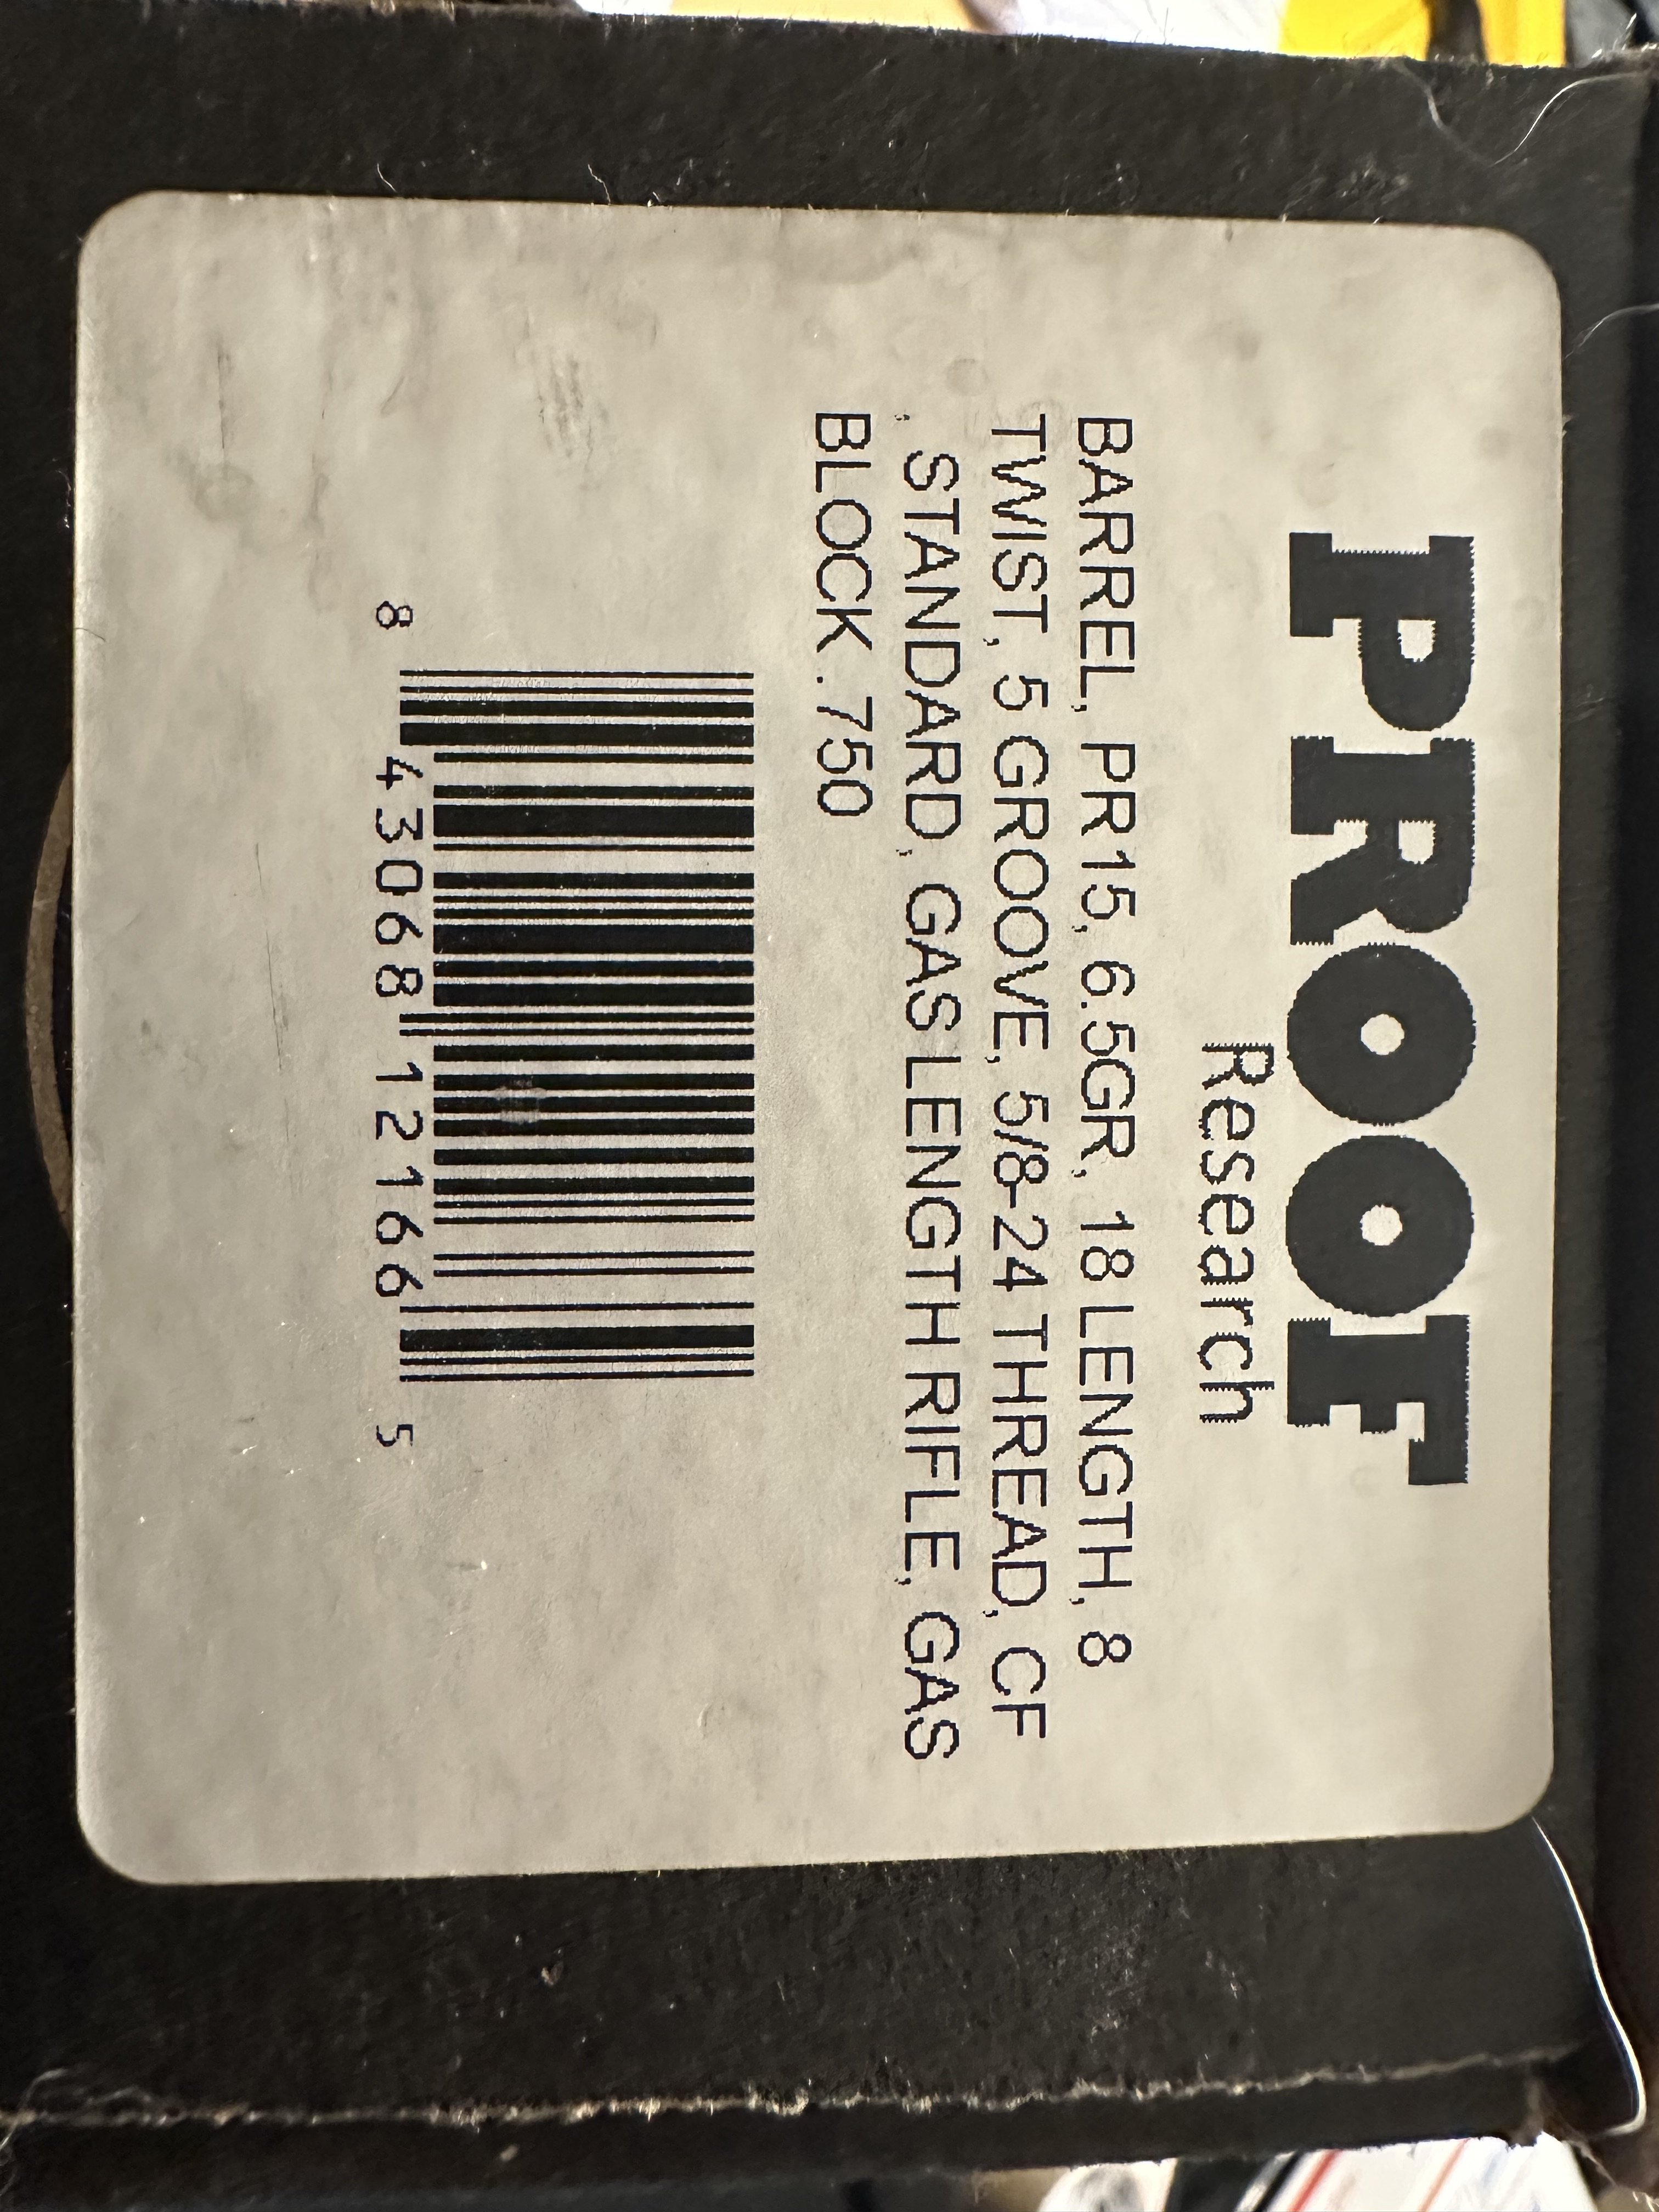 PROOF
Research
BARREL, PR15, 6.5GR, 18 LENGTH, 8
TWIST, 5 GROOVE, 5/8-24 THREAD, CF
, STANDARD, GAS LENGTH RIFLE, GAS
BLOCK .750
8 43068 12166 5